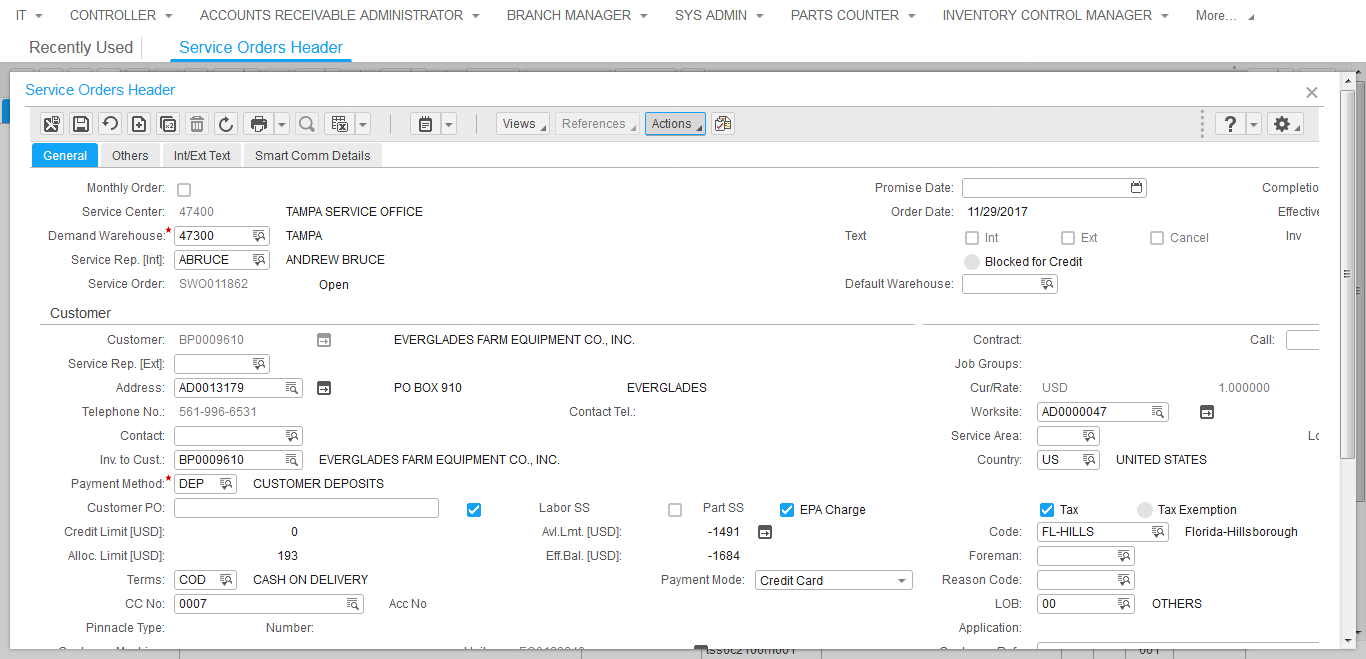 IT CONTROLLER ACCOUNTS RECEIVABLE ADMINISTRATOR BRANCH MANAGER SYS ADMIN PARTS COUNTER INVENTORY CONTROL MANAGER More...
Recently Used Service Orders Header
Service Orders Header
Views References Actions ?
General Others Int/Ext Text Smart Comm Details
Monthly Order: Promise Date: Completio
Service Center: 47400 TAMPA SERVICE OFFICE Order Date: 11/29/2017 Effective
Demand Warehouse:* 47300 TAMPA Text Int Ext Cancel Inv
Service Rep. [Int]: ABRUCE ANDREW BRUCE Blocked for Credit
Service Order: SWO011862 Open Default Warehouse:
Customer
Customer: BP0009610 EVERGLADES FARM EQUIPMENT CO., INC. Contract: Call:
Service Rep. [Ext]: Job Groups:
Address: AD0013179 PO BOX 910 EVERGLADES Cur/Rate: USD 1.000000
Telephone No.: 561-996-6531 Contact Tel.: Worksite: AD0000047
Contact: Service Area: Lo
Inv. to Cust.: BP0009610 EVERGLADES FARM EQUIPMENT CO., INC. Country: US UNITED STATES
Payment Method:* DEP CUSTOMER DEPOSITS
Customer PO: Labor SS Part SS EPA Charge Tax Tax Exemption
Credit Limit [USD]: 0 Avl.Lmt. [USD]: -1491 Code: FL-HILLS Florida-Hillsborough
Alloc. Limit [USD]: 193 Eff.Bal. [USD]: -1684 Foreman:
Terms: COD CASH ON DELIVERY Payment Mode: Credit Card Reason Code:
CC No: 0007 Acc No LOB: 00 OTHERS
Pinnacle Type: Number: Application:
tss0c2100m001 601